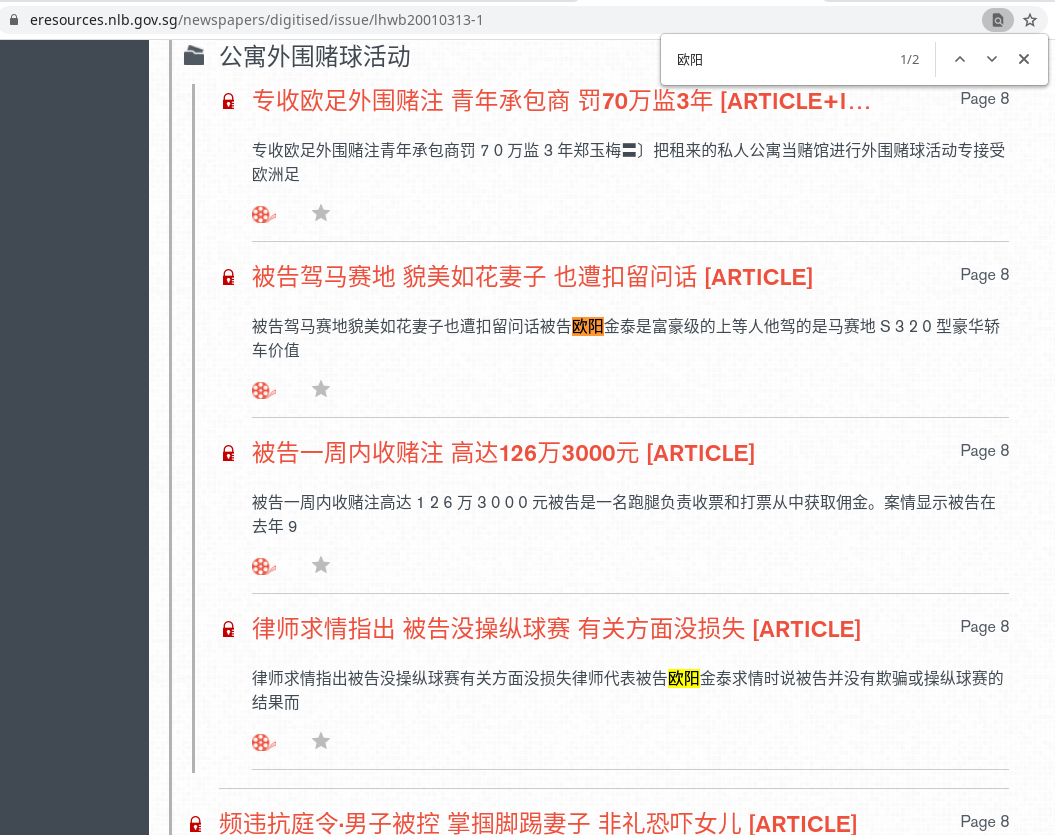 eresources.nlb.gov.sg/newspapers/digitised/issue/lhwb20010313-1
欧阳 1/2
公寓外围赌球活动
专收欧足外围赌注 青年承包商 罚70万监3年 [ARTICLE+I... Page 8
专收欧足外围赌注青年承包商罚 7 0 万监 3 年郑玉梅〓〕把租来的私人公寓当赌馆进行外围赌球活动专接受
欧洲足
被告驾马赛地 貌美如花妻子 也遭扣留问话 [ARTICLE] Page 8
被告驾马赛地貌美如花妻子也遭扣留问话被告欧阳金泰是富豪级的上等人他驾的是马赛地 S 3 2 0 型豪华轿
车价值
被告一周内收赌注 高达126万3000元 [ARTICLE] Page 8
被告一周内收赌注高达 1 2 6 万 3 0 0 0 元被告是一名跑腿负责收票和打票从中获取佣金。案情显示被告在
去年 9
律师求情指出 被告没操纵球赛 有关方面没损失 [ARTICLE] Page 8
律师求情指出被告没操纵球赛有关方面没损失律师代表被告欧阳金泰求情时说被告并没有欺骗或操纵球赛的
结果而
频违抗庭令·男子被控 掌掴脚踢妻子 非礼恐吓女儿 [ARTICLE] Page 8